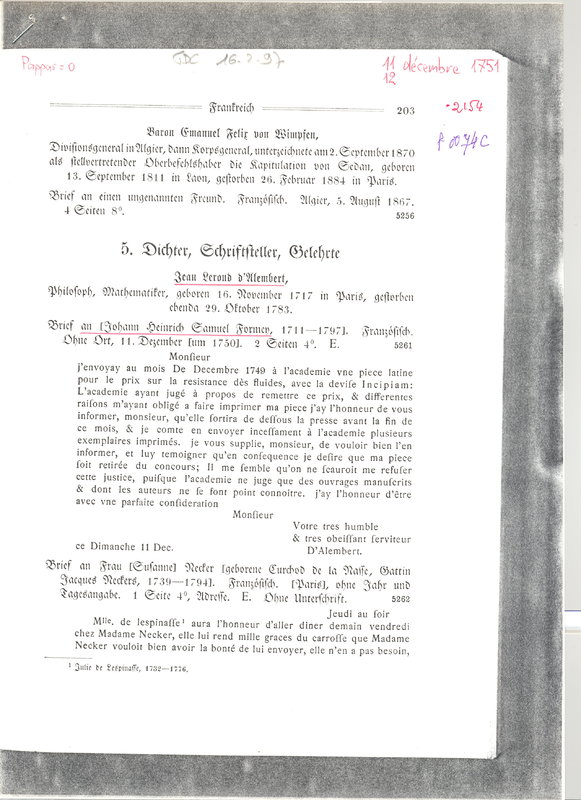 Pappas = 0
JDC 16.2-97
11 décembre 1751
12
-2154
P 0074C
Frankreich
203
Baron Emanuel Felix von Wimpfen,
Divisionsgeneral in Algier, dann Korpsgeneral, unterzeichnete am 2. September 1870
als stellvertretender Oberbefehlshaber die Kapitulation von Sedan, geboren
13. September 1811 in Laon, gestorben 26. Februar 1884 in Paris.
Brief an einen ungenannten Freund. Französisch. Algier, 5. August 1867.
4 Seiten 8⁰.
5256
5. Dichter, Schriftsteller, Gelehrte
Jean Lerond d'Alembert,
Philosoph, Mathematiker, geboren 16. November 1717 in Paris, gestorben
ebenda 29. Oktober 1783.
Brief an [Johann Heinrich Samuel Formey, 1711—1797]. Französisch.
Ohne Ort, 11. Dezember [um 1750]. 2 Seiten 4⁰. E.
5261
Monſieur
j'envoyay au mois De Decembre 1749 à l'academie vne piece latine
pour le prix sur la resistance dès fluides, avec la deviſe Incipiam:
L'academie ayant jugé à propos de remettre ce prix, & differentes
raiſons m'ayant obligé a faire imprimer ma piece j'ay l'honneur de vous
informer, monsieur, qu'elle ſortira de deſſous la presse avant la fin de
ce mois, & je comte en envoyer inceſſament à l'academie plusieurs
exemplaires imprimés. je vous supplie, monsieur, de vouloir bien l'en
informer, et luy temoigner qu'en conſequence je deſire que ma piece
ſoit retirée du concours; Il me ſemble qu'on ne ſcauroit me refuſer
cette justice, puiſque l'academie ne juge que des ouvrages manuſcrits
& dont les auteurs ne ſe font point connoitre. j'ay l'honneur d'être
avec vne parfaite conſideration
Monſieur
Votre tres humble
& tres obeiſſant ſerviteur
ce Dimanche 11 Dec.
D'Alembert.
Brief an Frau [Susanne] Necker [geborene Curchod de la Nasse, Gattin
Jacques Neckers, 1739—1794]. Französisch. [Paris], ohne Jahr und
Tagesangabe. 1 Seite 4⁰, Adresse. E. Ohne Unterschrift.
5262
Jeudi au ſoir
Mlle. de lespinaſſe¹ aura l'honneur d'aller diner demain vendredi
chez Madame Necker, elle lui rend mille graces du carroſſe que Madame
Necker vouloit bien avoir la bonté de lui envoyer, elle n'en a pas besoin,
¹ Julie de Lespinasse, 1732—1776.